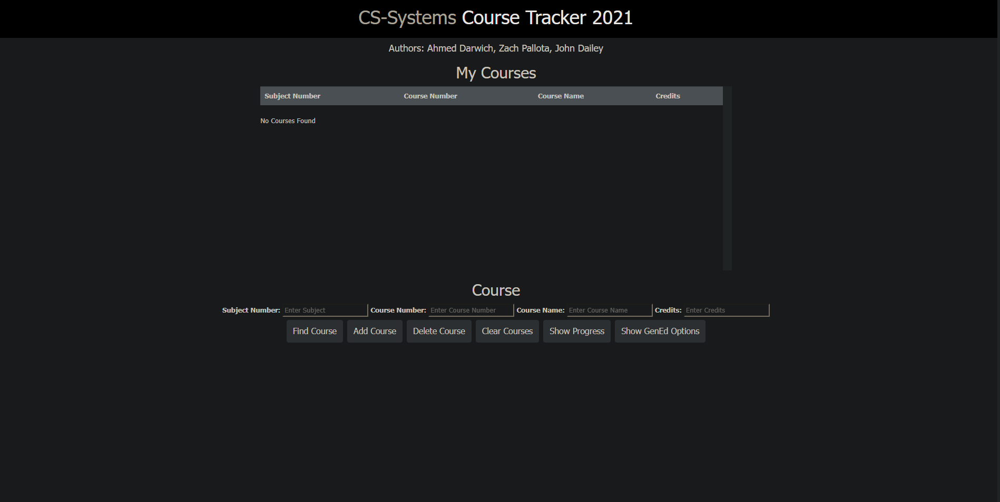 CS-Systems Course Tracker 2021
Authors: Ahmed Darwich, Zach Pallota, John Dailey
My Courses
Subject Number Course Number Course Name Credits
No Courses Found
Course
Subject Number: Enter Subject Course Number: Enter Course Number Course Name: Enter Course Name Credits: Enter Credits
Find Course Add Course Delete Course Clear Courses Show Progress Show GenEd Options